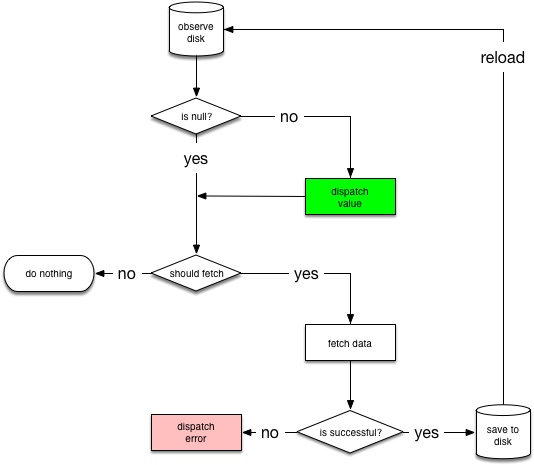 observe
disk
reload
is null?
no
yes
dispatch
value
do nothing
no
should fetch
yes
fetch data
dispatch
error
no
is successful?
yes
save to
disk